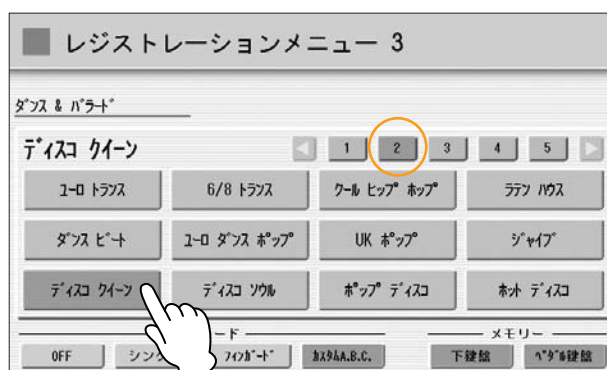 レジストレーションメニュー 3
ダンス & バラード
ディスコ クイーン 1 2 3 4 5
ユーロ トランス 6/8 トランス クール ヒップ ホップ ラテン ハウス
ダンス ビート ユーロ ダンス ポップ UK ポップ ジャイブ
ディスコ クイーン ディスコ ソウル ポップ ディスコ ホット ディスコ
ード メモリー
OFF シング フィンガード カスタムA.B.C. 下鍵盤 ペダル鍵盤